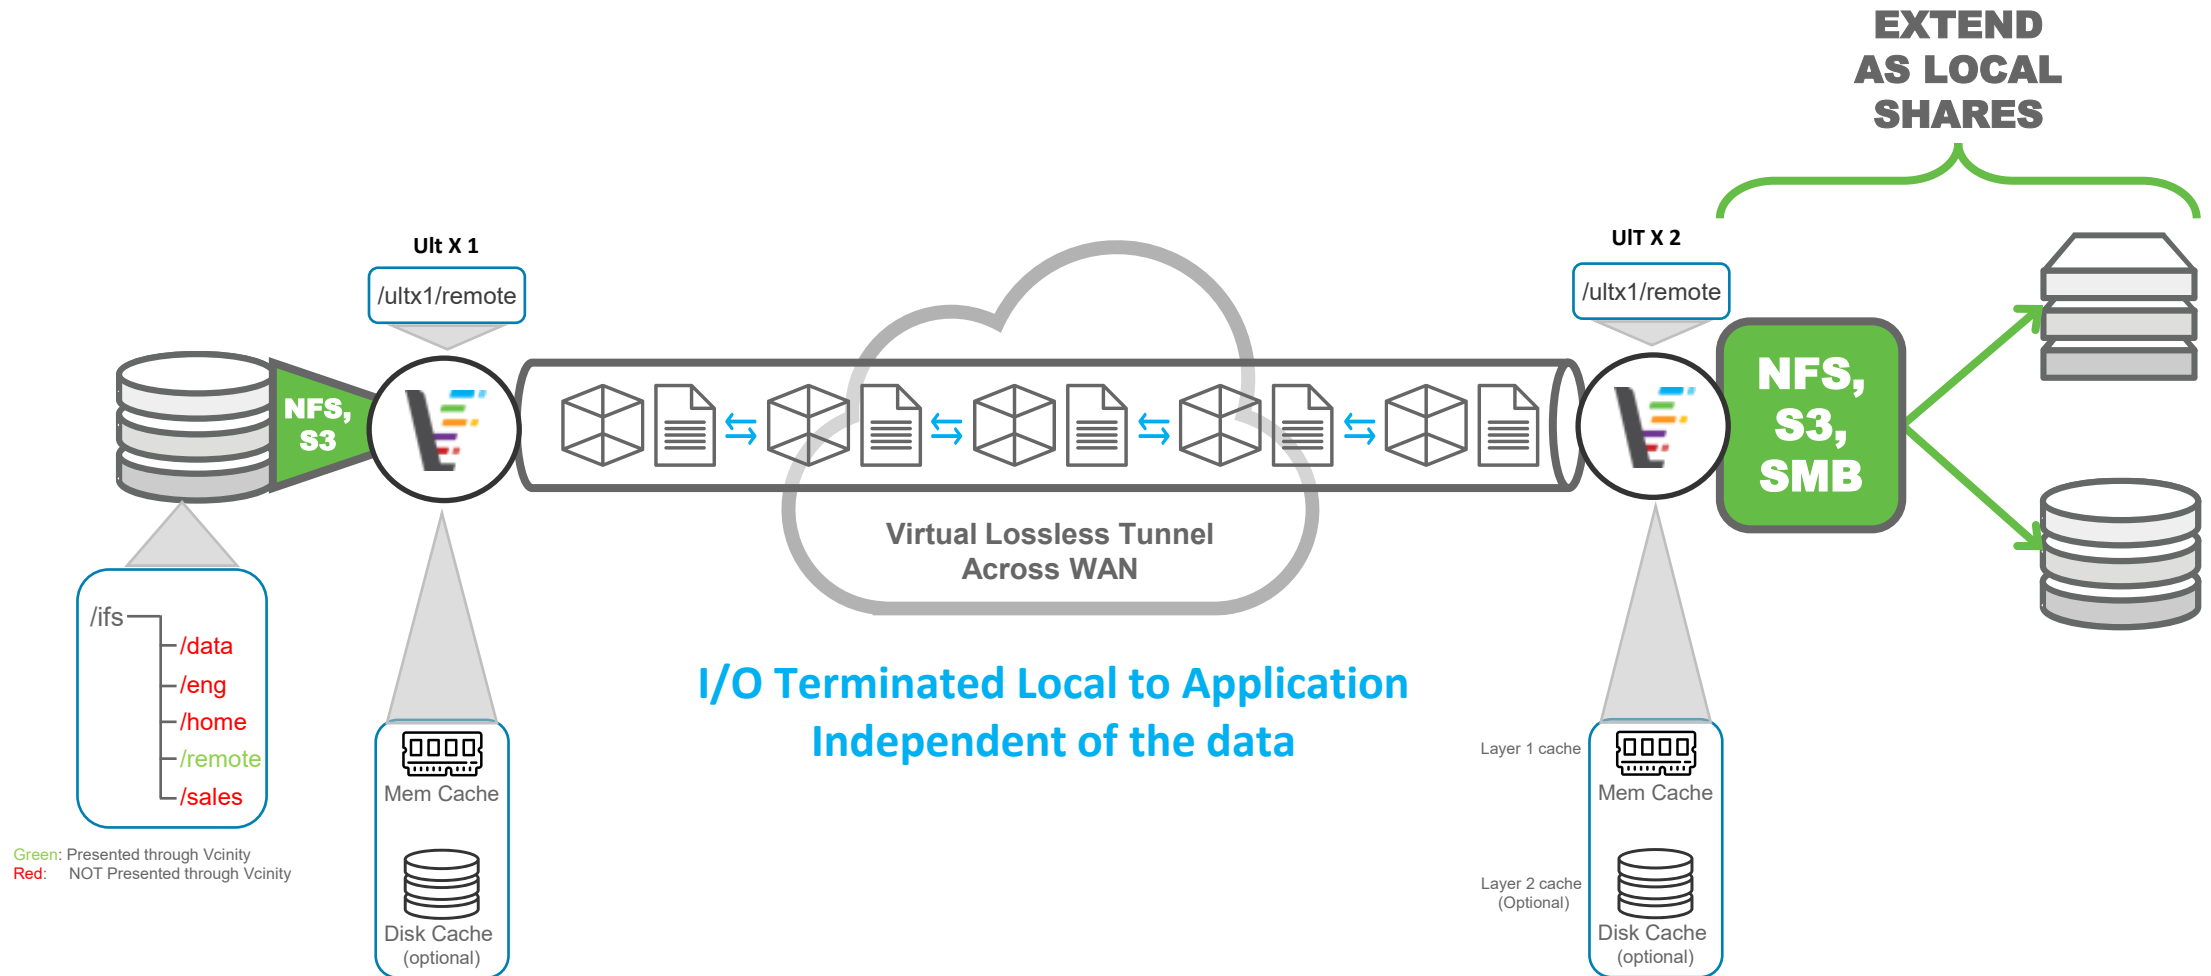 EXTEND
AS LOCAL
SHARES
Ult X 1
/ultx1/remote
UlT X 2
/ultx1/remote
NFS,
S3
NFS,
S3,
SMB
Virtual Lossless Tunnel
Across WAN
/ifs
/data
/eng
/home
/remote
/sales
Green: Presented through Vcinity
Red: NOT Presented through Vcinity
I/O Terminated Local to Application
Independent of the data
Mem Cache
Disk Cache
(optional)
Layer 1 cache
Mem Cache
Layer 2 cache
(Optional)
Disk Cache
(optional)